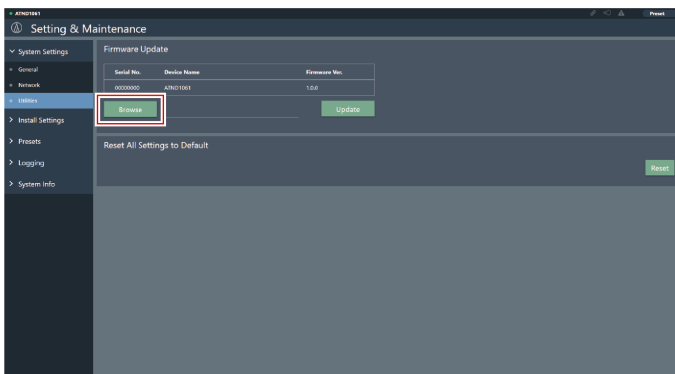 ATND1061
Preset
Setting & Maintenance
System Settings
General
Network
Utilities
Install Settings
Presets
Logging
System Info
Firmware Update
Serial No. Device Name Firmware Ver.
00000000 ATND1061 1.0.0
Browse Update
Reset All Settings to Default
Reset